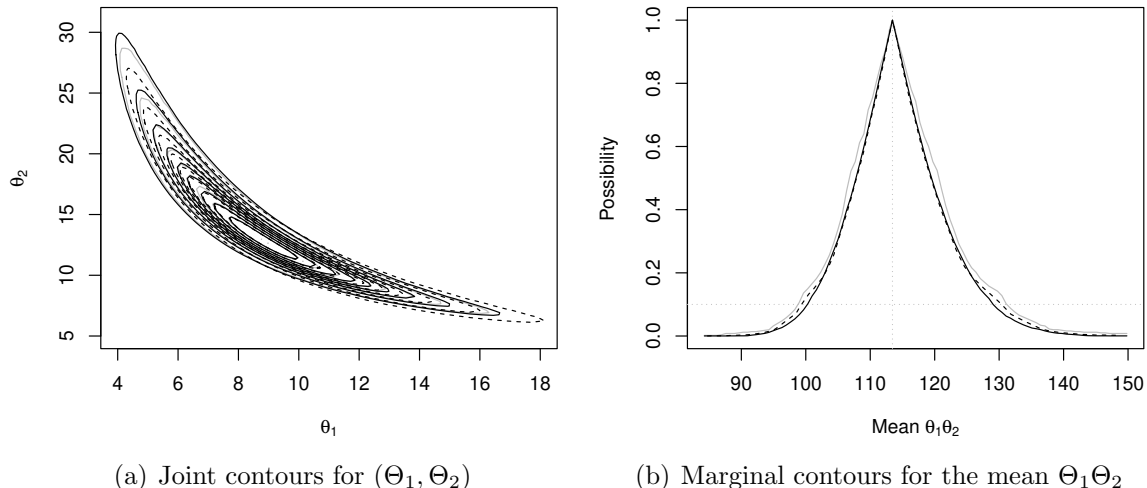 30
25
20
15
10
5
θ2
4 6 8 10 12 14 16 18
θ1
(a) Joint contours for (Θ1, Θ2)
1.0
0.8
0.6
0.4
0.2
0.0
Possibility
90 100 110 120 130 140 150
Mean θ1θ2
(b) Marginal contours for the mean Θ1Θ2